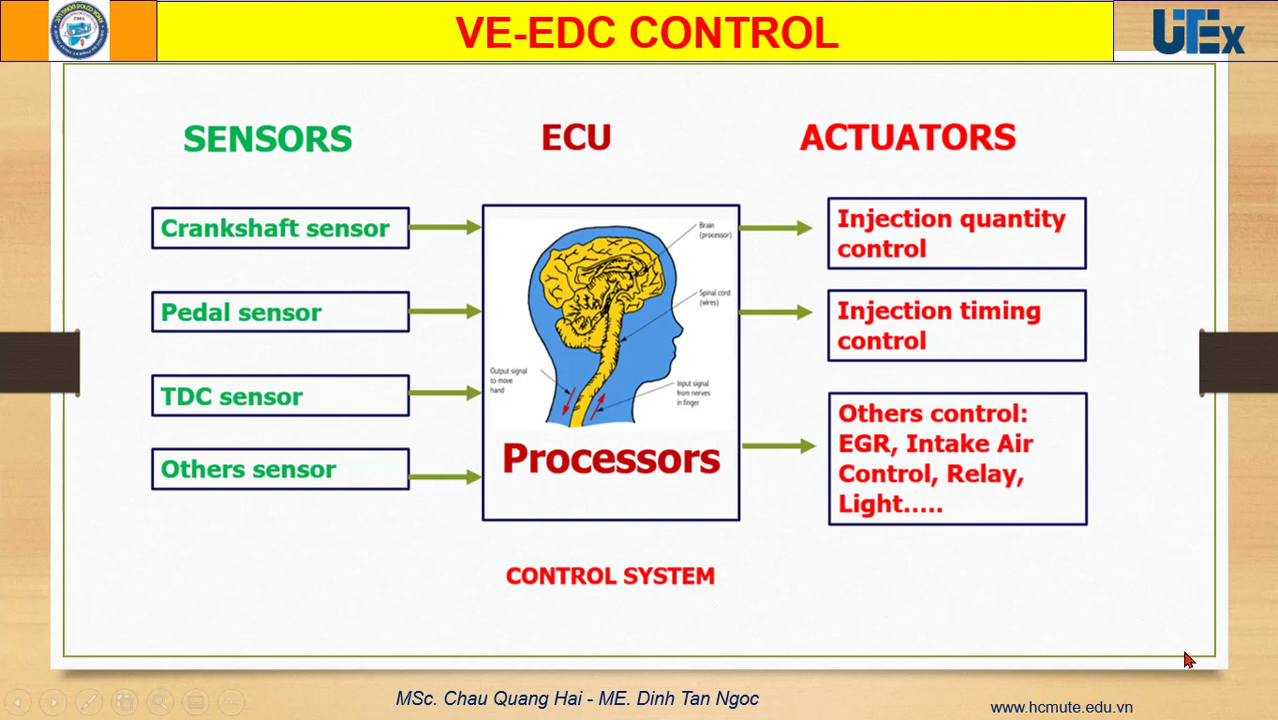 VE-EDC CONTROL
UTEx
SENSORS
ECU
ACTUATORS
Crankshaft sensor
Pedal sensor
TDC sensor
Others sensor
Brain
(processor)
Spinal cord
(wires)
Output signal
to move
hand
Input signal
from nerves
in finger
Processors
Injection quantity
control
Injection timing
control
Others control:
EGR, Intake Air
Control, Relay,
Light.....
CONTROL SYSTEM
MSc. Chau Quang Hai - ME. Dinh Tan Ngoc
www.hcmute.edu.vn